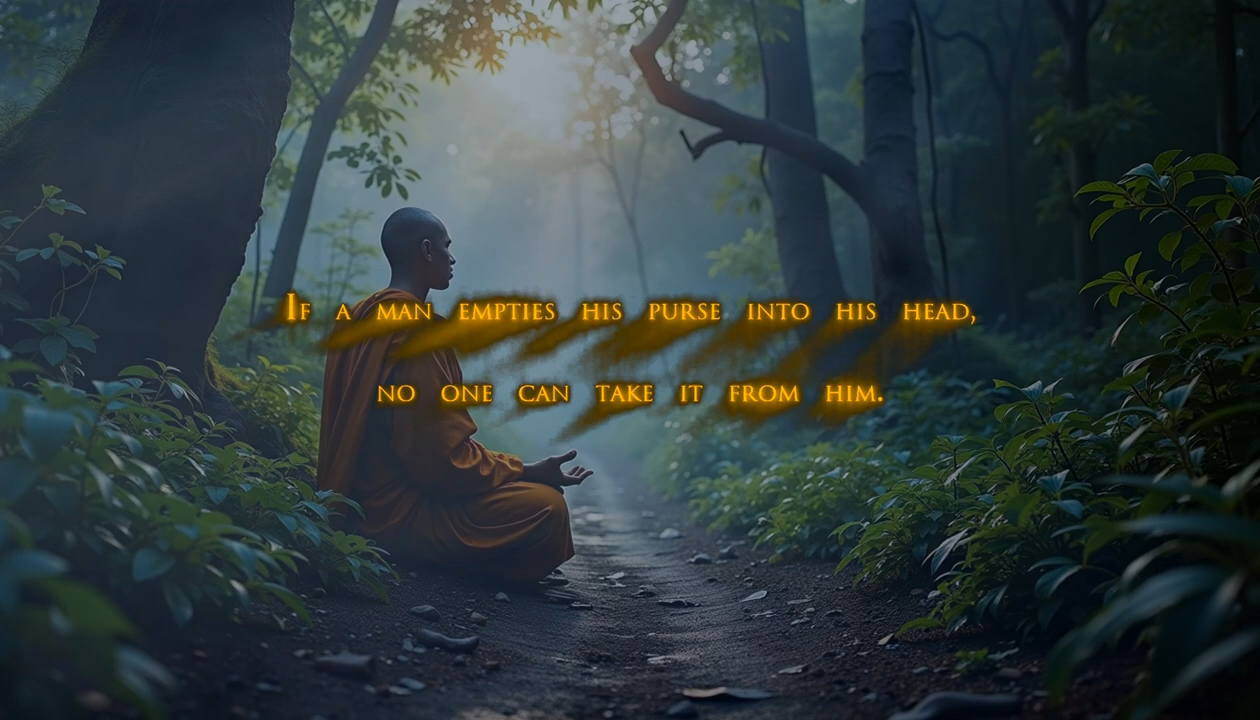 If a man empties his purse into his head,
no one can take it from him.